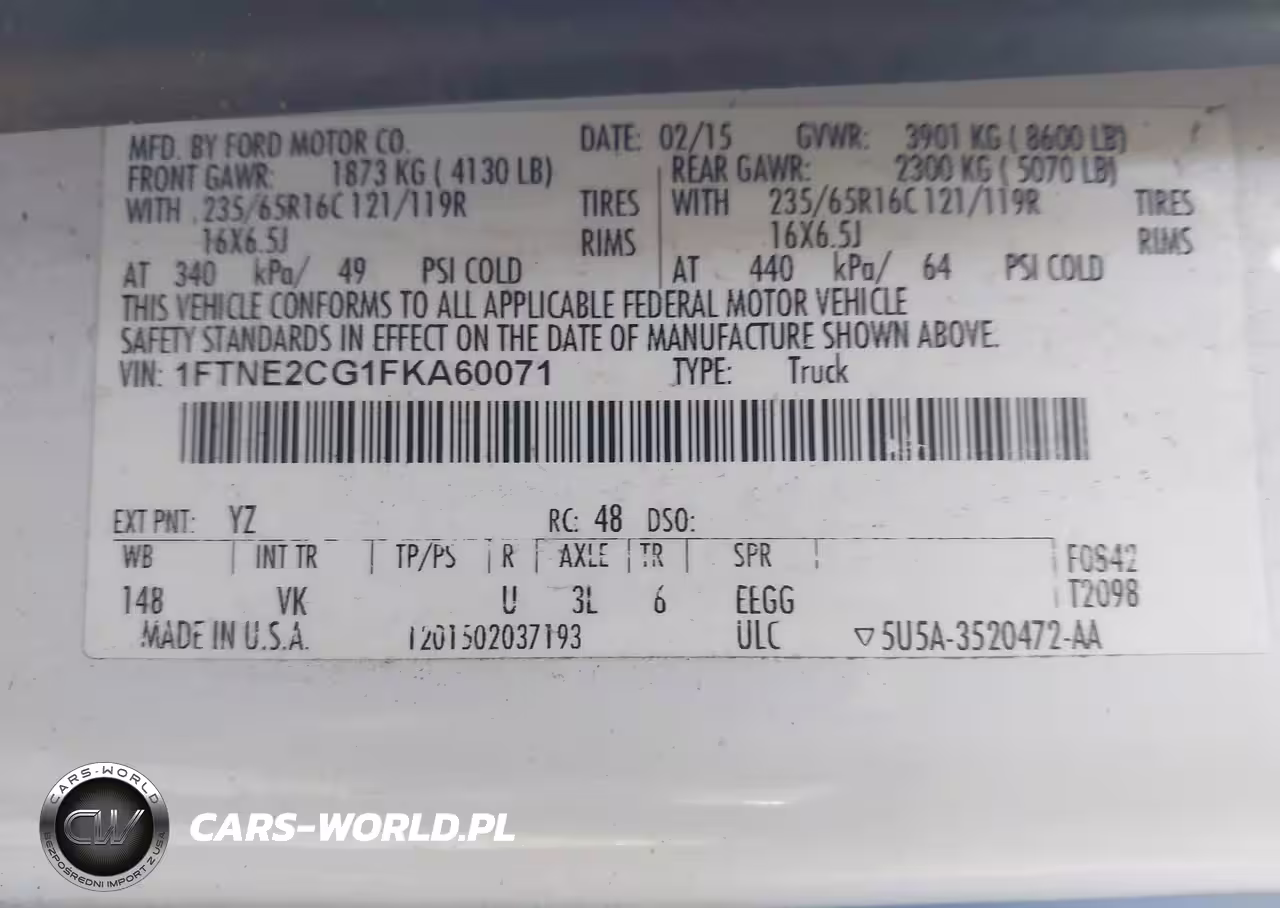 MFD. BY FORD MOTOR CO. DATE: 02/15 GVWR: 3901 KG ( 8600 LB)
FRONT GAWR: 1873 KG ( 4130 LB) REAR GAWR: 2300 KG ( 5070 LB)
WITH 235/65R16C 121/119R TIRES WITH 235/65R16C 121/119R TIRES
16X6.5J RIMS 16X6.5J RIMS
AT 340 kPa/ 49 PSI COLD AT 440 kPa/ 64 PSI COLD
THIS VEHICLE CONFORMS TO ALL APPLICABLE FEDERAL MOTOR VEHICLE
SAFETY STANDARDS IN EFFECT ON THE DATE OF MANUFACTURE SHOWN ABOVE.
VIN: 1FTNE2CG1FKA60071 TYPE: Truck
EXT PNT: YZ RC: 48 DSO:
WB INT TR TP/PS R AXLE TR SPR F0S42
148 VK U 3L 6 EEGG T2098
MADE IN U.S.A. 1201502037193 ULC ▽5U5A-3520472-AA
CARS-WORLD
CW
BEZPOŚREDNI IMPORT Z USA
CARS-WORLD.PL